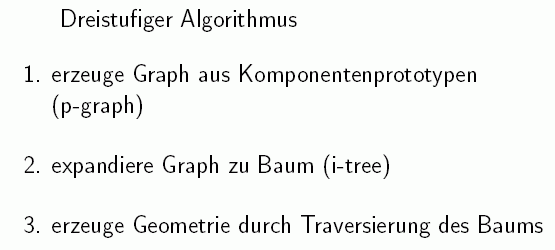 Dreistufiger Algorithmus
1. erzeuge Graph aus Komponentenprototypen
(p-graph)
2. expandiere Graph zu Baum (i-tree)
3. erzeuge Geometrie durch Traversierung des Baums